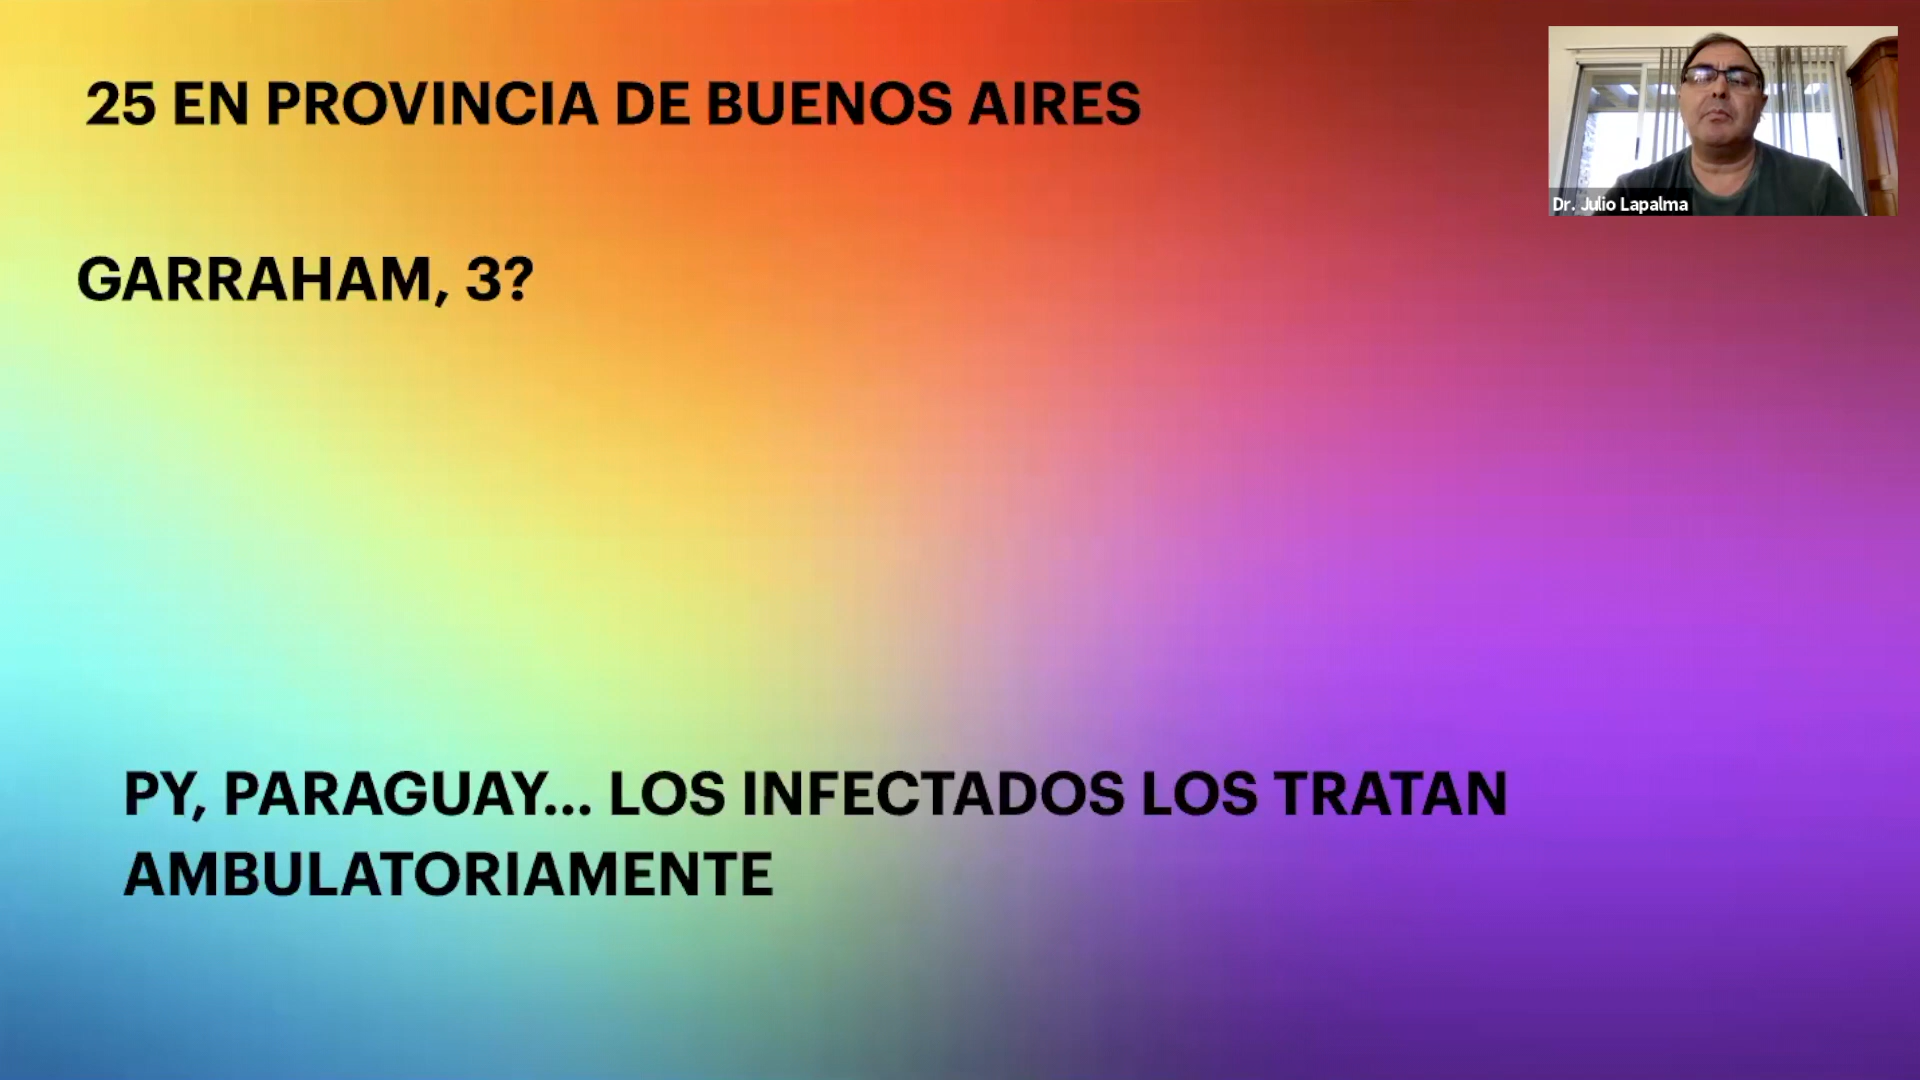 25 EN PROVINCIA DE BUENOS AIRES
Dr. Julio Lapalma
GARRAHAM, 3?
PY, PARAGUAY... LOS INFECTADOS LOS TRATAN
AMBULATORIAMENTE